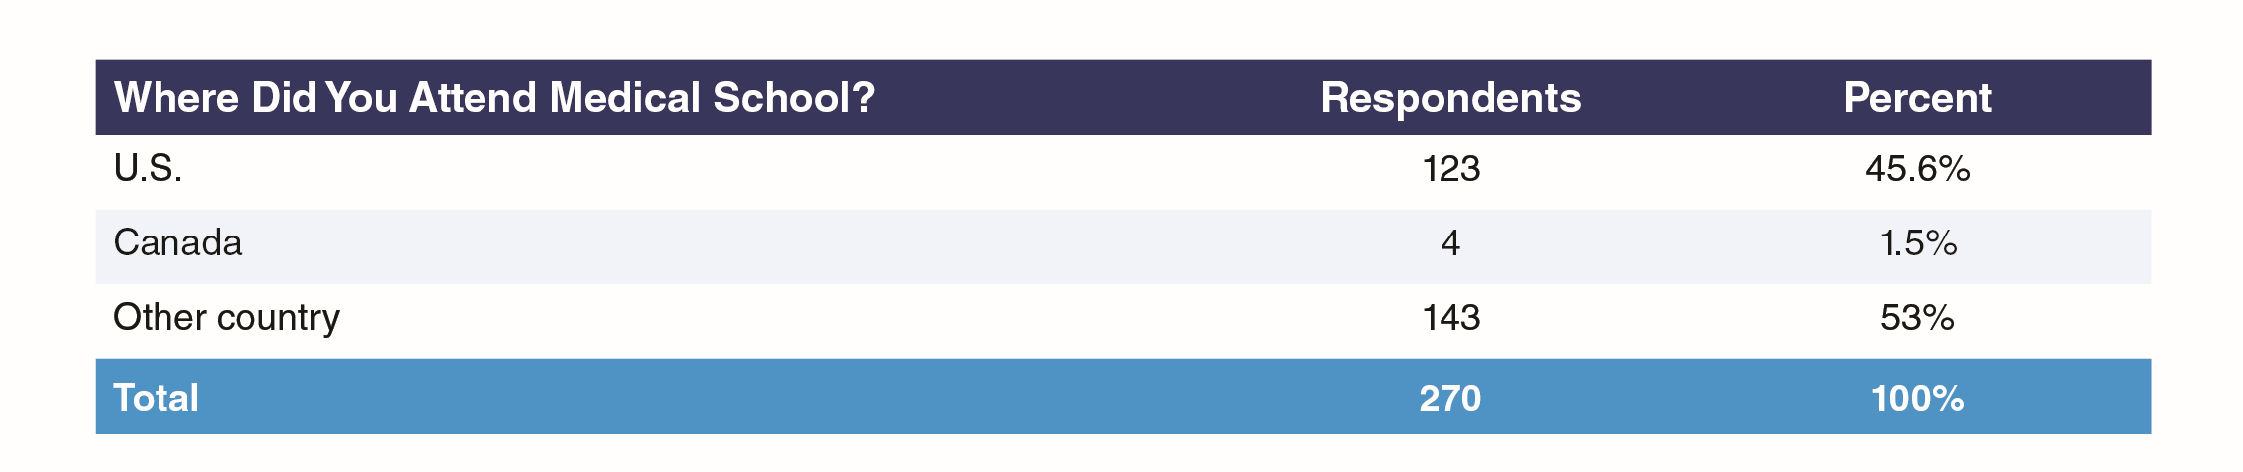 Where Did You Attend Medical School? Respondents Percent
U.S. 123 45.6%
Canada 4 1.5%
Other country 143 53%
Total 270 100%